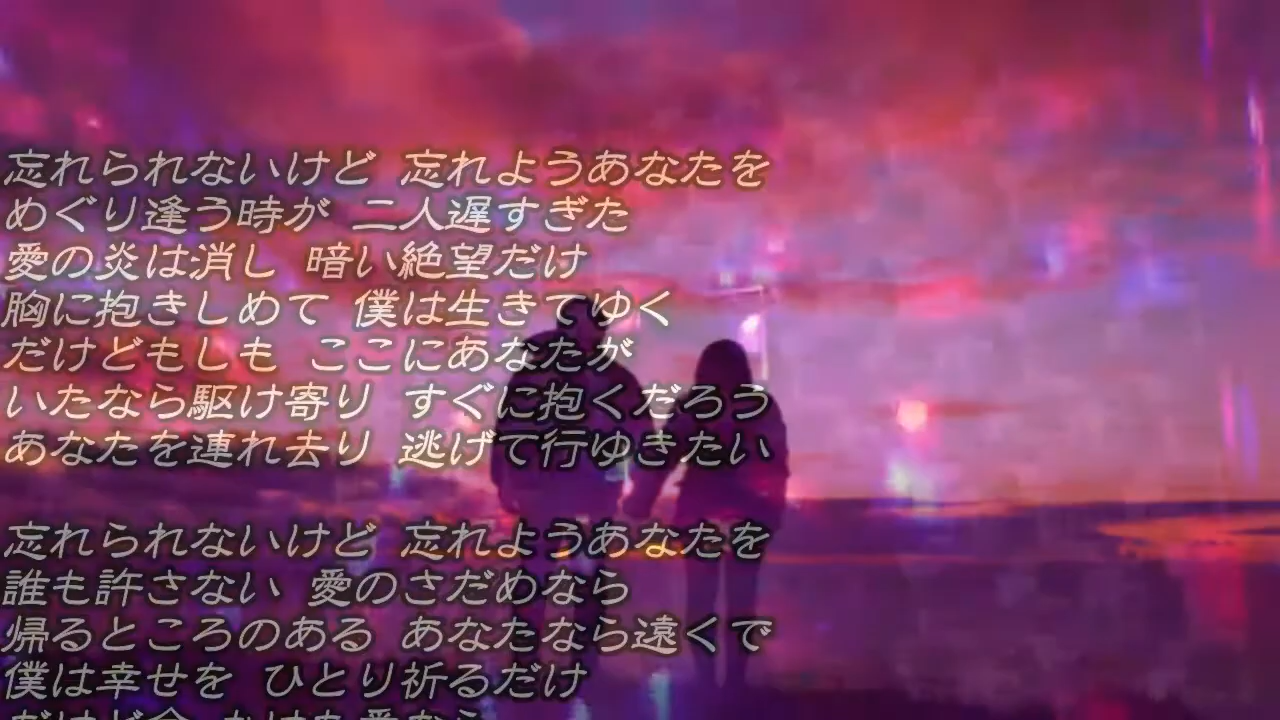 忘れられないけど 忘れようあなたを
めぐり逢う時が 二人遅すぎた
愛の炎は消し 暗い絶望だけ
胸に抱きしめて 僕は生きてゆく
だけどもしも ここにあなたが
いたなら駆け寄り すぐに抱くだろう
あなたを連れ去り 逃げて行ゆきたい
忘れられないけど 忘れようあなたを
誰も許さない 愛のさだめなら
帰るところのある あなたなら遠くで
僕は幸せを ひとり祈るだけ